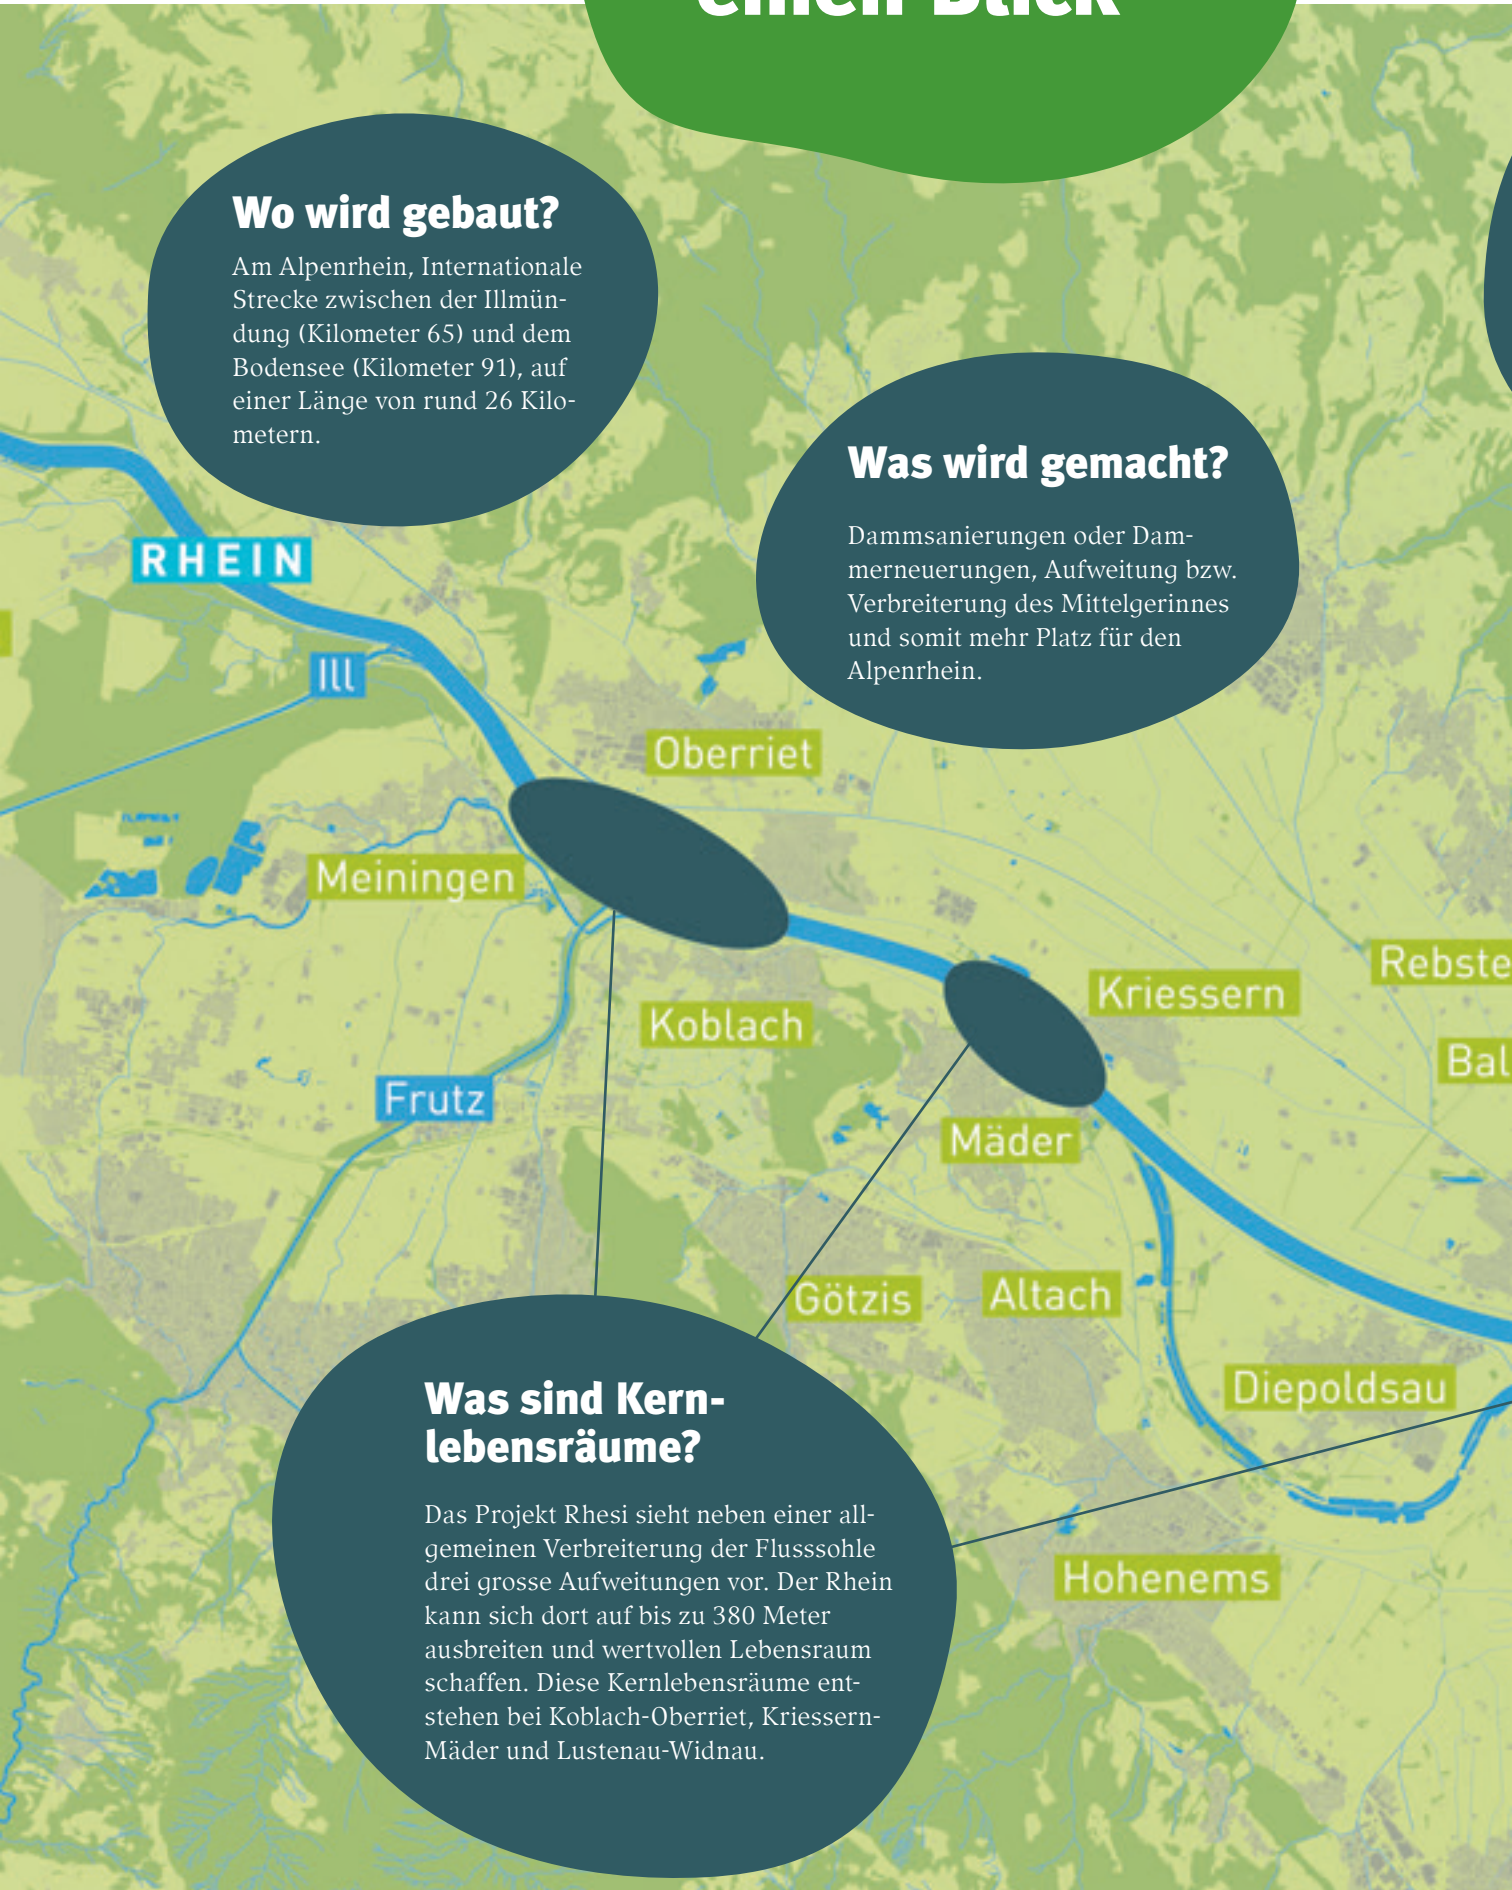 einen Blick
Wo wird gebaut?
Am Alpenrhein, Internationale
Strecke zwischen der Illmün-
dung (Kilometer 65) und dem
Bodensee (Kilometer 91), auf
einer Länge von rund 26 Kilo-
metern.
Was wird gemacht?
Dammsanierungen oder Dam-
merneuerungen, Aufweitung bzw.
Verbreiterung des Mittelgerinnes
und somit mehr Platz für den
Alpenrhein.
RHEIN
Ill
Oberriet
Meiningen
Rebste
Kriessern
Koblach
Bal
Frutz
Mäder
Götzis
Altach
Diepoldsau
Hohenems
Was sind Kern-
lebensräume?
Das Projekt Rhesi sieht neben einer all-
gemeinen Verbreiterung der Flusssohle
drei grosse Aufweitungen vor. Der Rhein
kann sich dort auf bis zu 380 Meter
ausbreiten und wertvollen Lebensraum
schaffen. Diese Kernlebensräume ent-
stehen bei Koblach-Oberriet, Kriessern-
Mäder und Lustenau-Widnau.